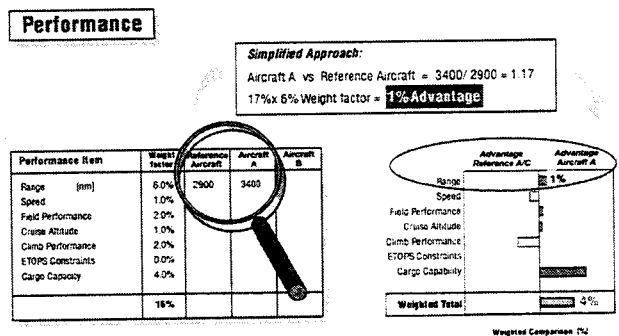 Performance
Simplified Approach:
Aircraft A vs Reference Aircraft = 3400/ 2900 = 1.17
17%x 6% Weight factor = 1%Advantage
Performance Item Weight factor Reference Aircraft Aircraft A Aircraft B
Range [nm] 6.0% 2900 3400
Speed 1.0%
Field Performance 2.0%
Cruise Altitude 1.0%
Climb Performance 2.0%
ETOPS Constraints 0.0%
Cargo Capacity 4.0%
16%
Advantage Reference A/C Advantage Aircraft A
Range 1%
Speed
Field Performance
Cruise Altitude
Climb Performance
ETOPS Constraints
Cargo Capability
Weighted Total 4%
Weighted Comparison [%]